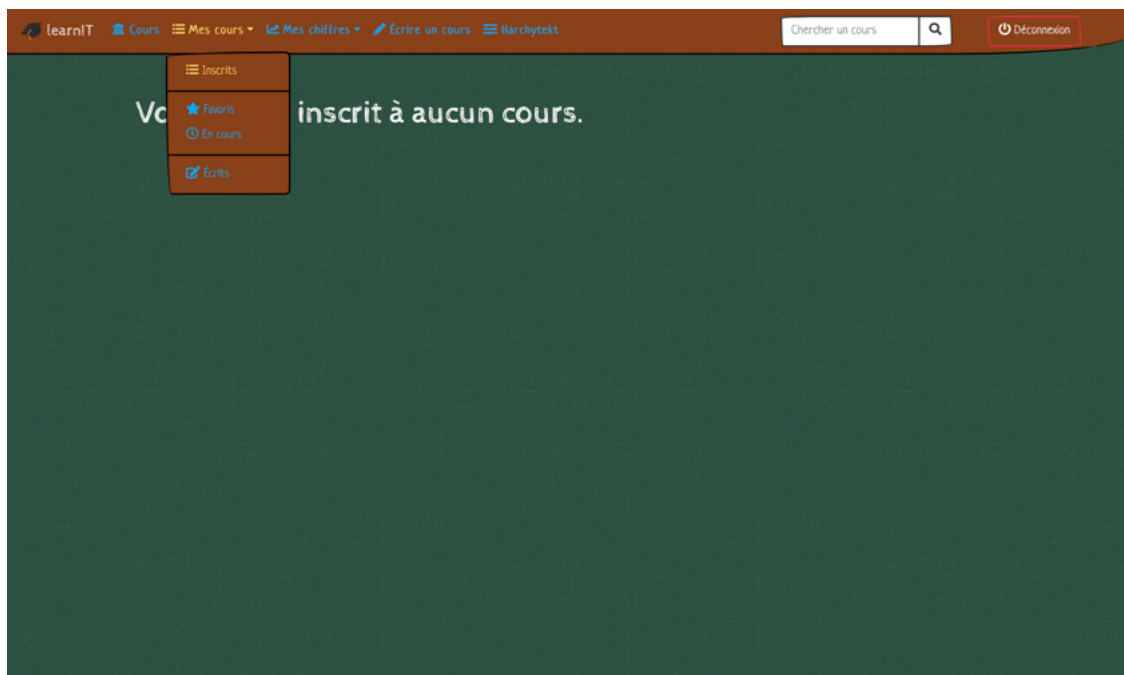 learnIT Cours Mes cours Mes chiffres Écrire un cours Harchytekt Chercher un cours Déconnexion
Inscrits
Favoris
En cours
Écrits
inscrit à aucun cours.